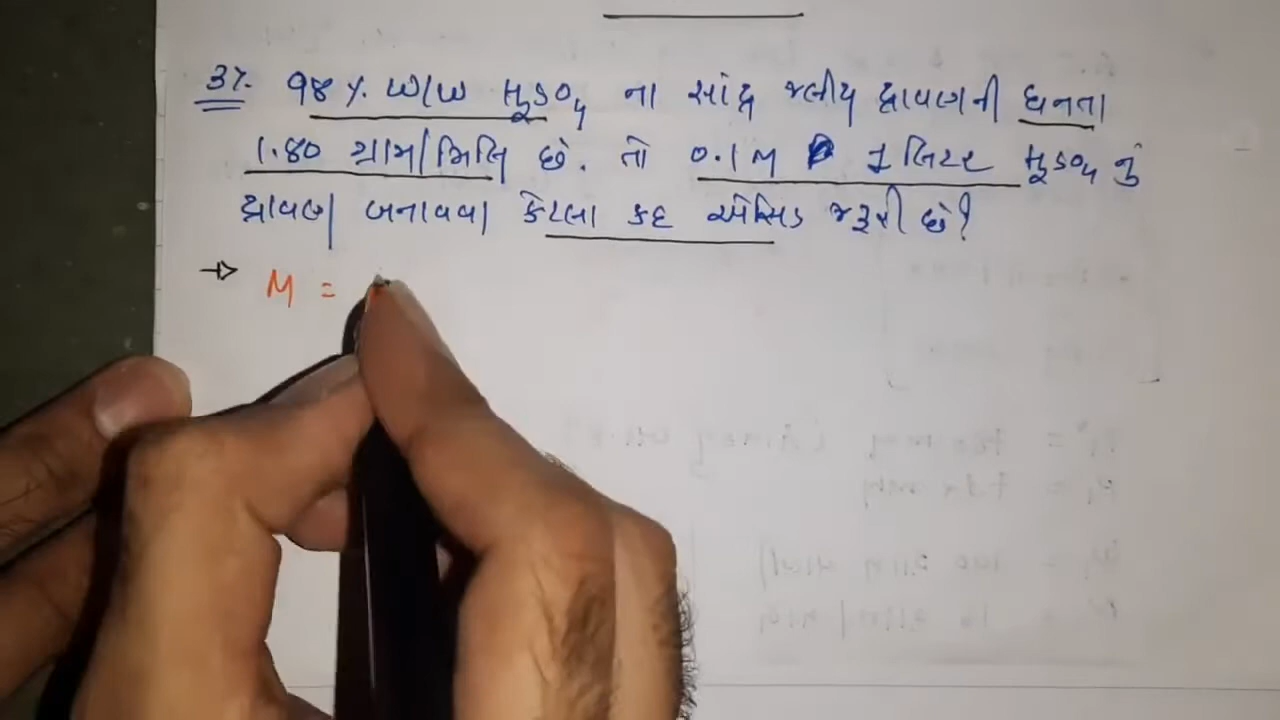 37. ૧૪ %. W/W H₂SO₄ ના સાંદ્ર જલીય દ્રાવણની ઘનતા
1.80 ગ્રામ/મિલિ છે. તો 0.1 M 1 લિટર H₂SO₄ નું
દ્રાવણ બનાવવા કેટલા કદ એસિડ જરૂરી છે?
→ M =